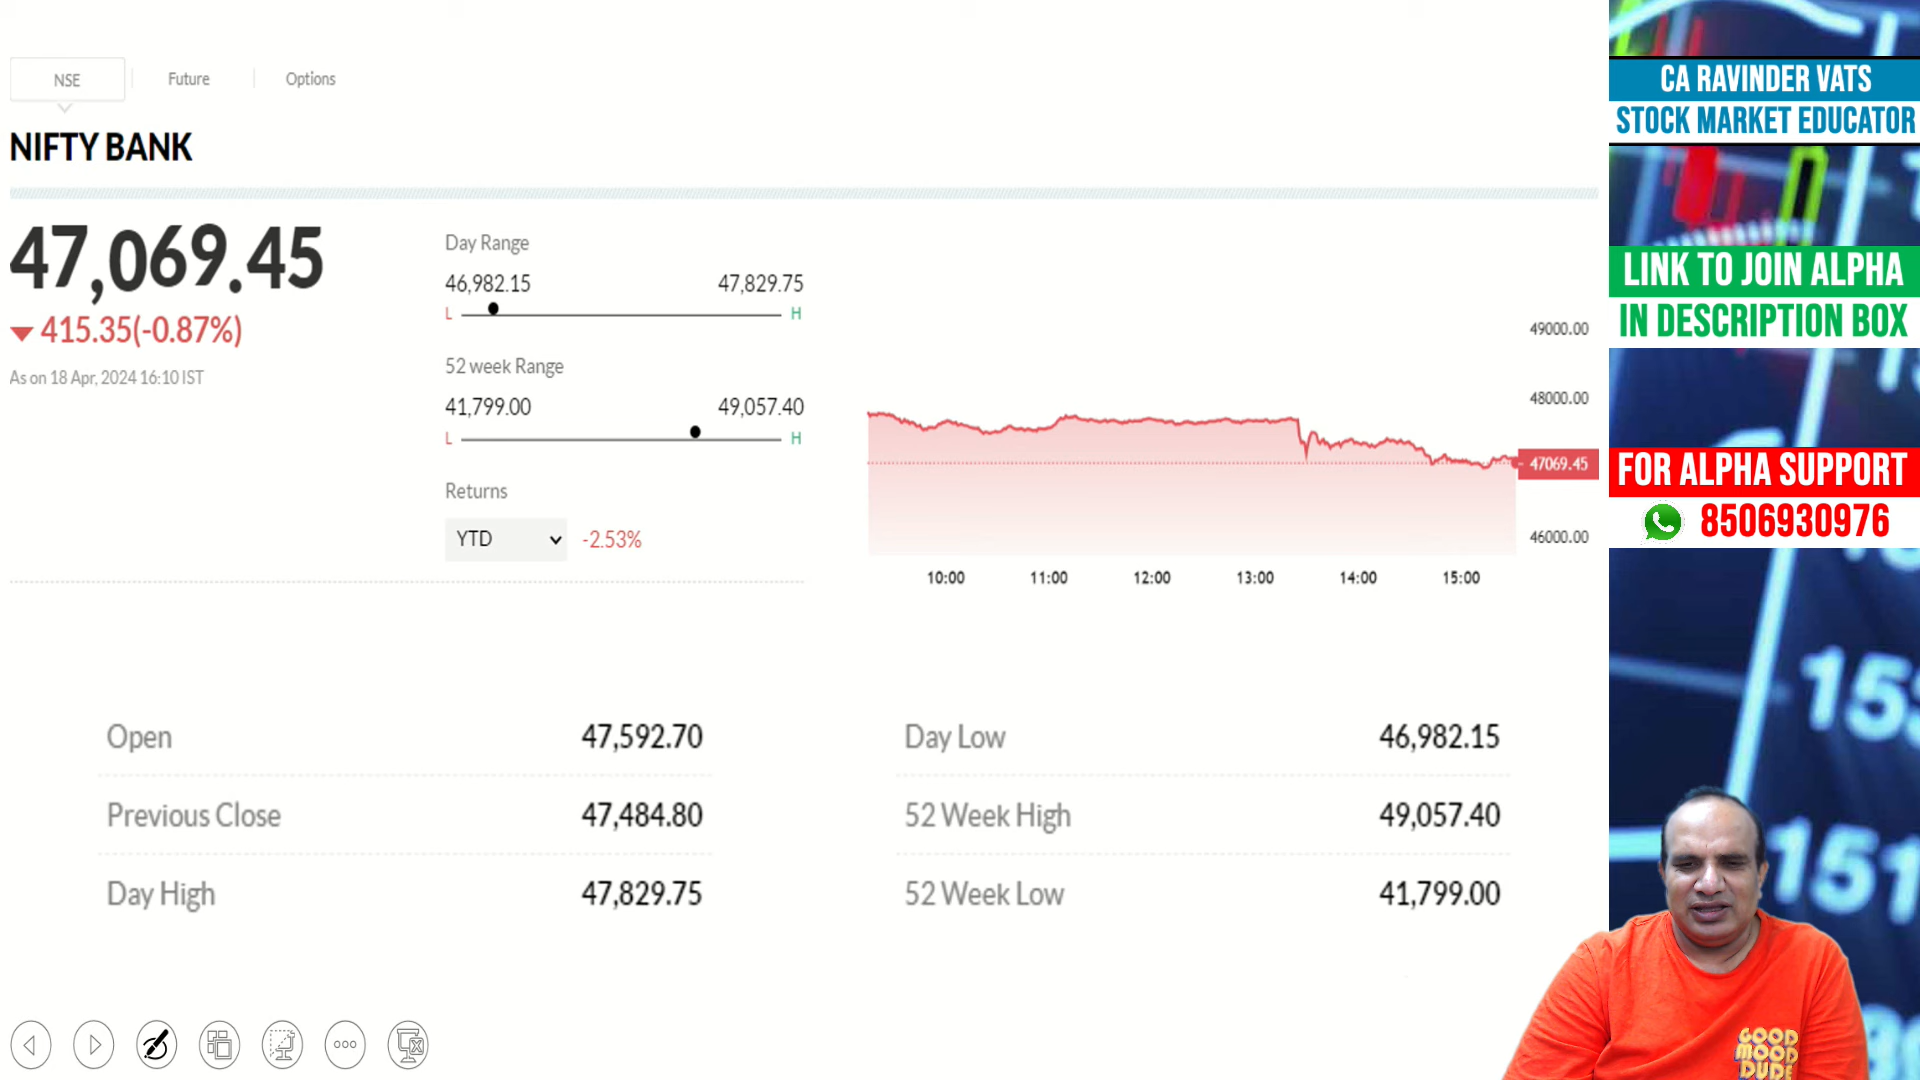 NSE
Future
Options
NIFTY BANK
47,069.45
415.35(-0.87%)
As on 18 Apr, 2024 16:10 IST
Day Range
46,982.15 47,829.75
L H
52 week Range
41,799.00 49,057.40
L H
Returns
YTD -2.53%
49000.00
48000.00
47069.45
46000.00
10:00 11:00 12:00 13:00 14:00 15:00
Open 47,592.70
Previous Close 47,484.80
Day High 47,829.75
Day Low 46,982.15
52 Week High 49,057.40
52 Week Low 41,799.00
CA RAVINDER VATS
STOCK MARKET EDUCATOR
LINK TO JOIN ALPHA
IN DESCRIPTION BOX
FOR ALPHA SUPPORT
8506930976
151
GOOD
MOOD
DUDE